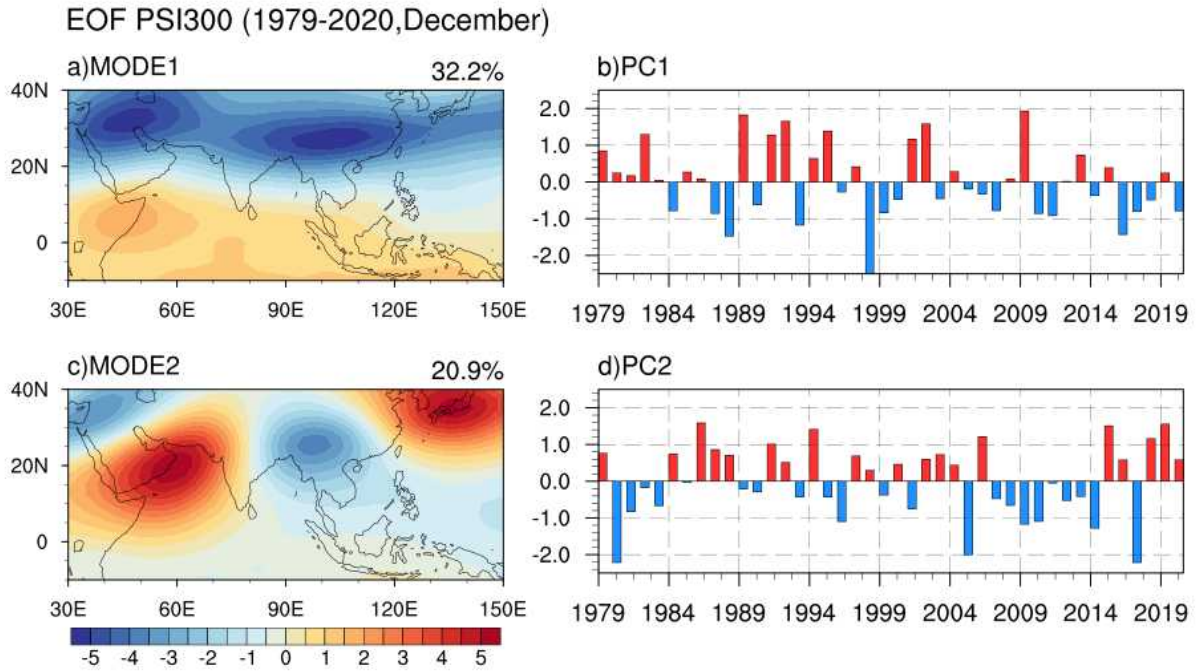 EOF PSI300 (1979-2020,December)
a)MODE1 32.2%
40N
20N
0
30E 60E 90E 120E 150E
b)PC1
2.0
1.0
0.0
-1.0
-2.0
1979 1984 1989 1994 1999 2004 2009 2014 2019
c)MODE2 20.9%
40N
20N
0
30E 60E 90E 120E 150E
-5 -4 -3 -2 -1 0 1 2 3 4 5
d)PC2
2.0
1.0
0.0
-1.0
-2.0
1979 1984 1989 1994 1999 2004 2009 2014 2019